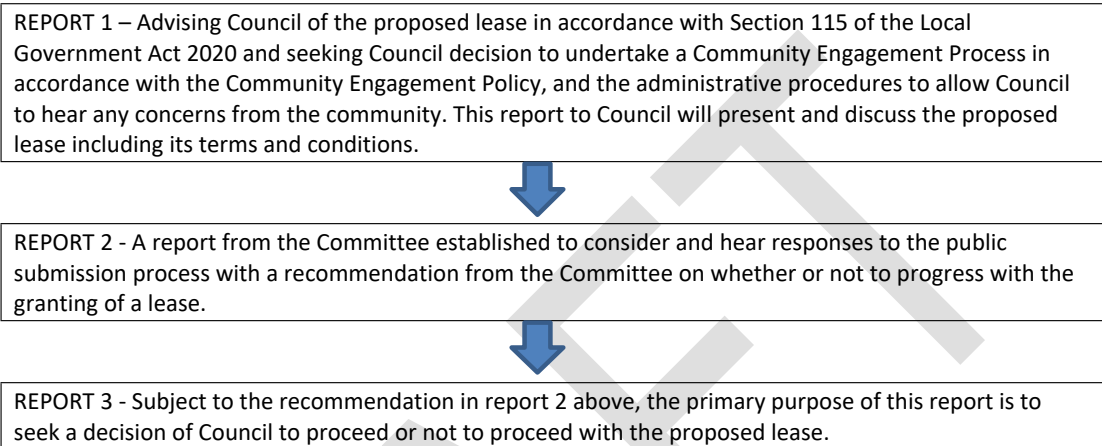 REPORT 1 – Advising Council of the proposed lease in accordance with Section 115 of the Local
Government Act 2020 and seeking Council decision to undertake a Community Engagement Process in
accordance with the Community Engagement Policy, and the administrative procedures to allow Council
to hear any concerns from the community. This report to Council will present and discuss the proposed
lease including its terms and conditions.
REPORT 2 - A report from the Committee established to consider and hear responses to the public
submission process with a recommendation from the Committee on whether or not to progress with the
granting of a lease.
REPORT 3 - Subject to the recommendation in report 2 above, the primary purpose of this report is to
seek a decision of Council to proceed or not to proceed with the proposed lease.